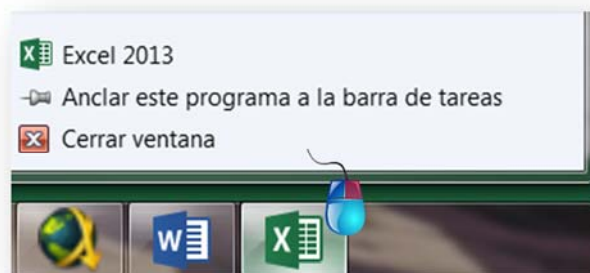 Excel 2013
Anclar este programa a la barra de tareas
Cerrar ventana